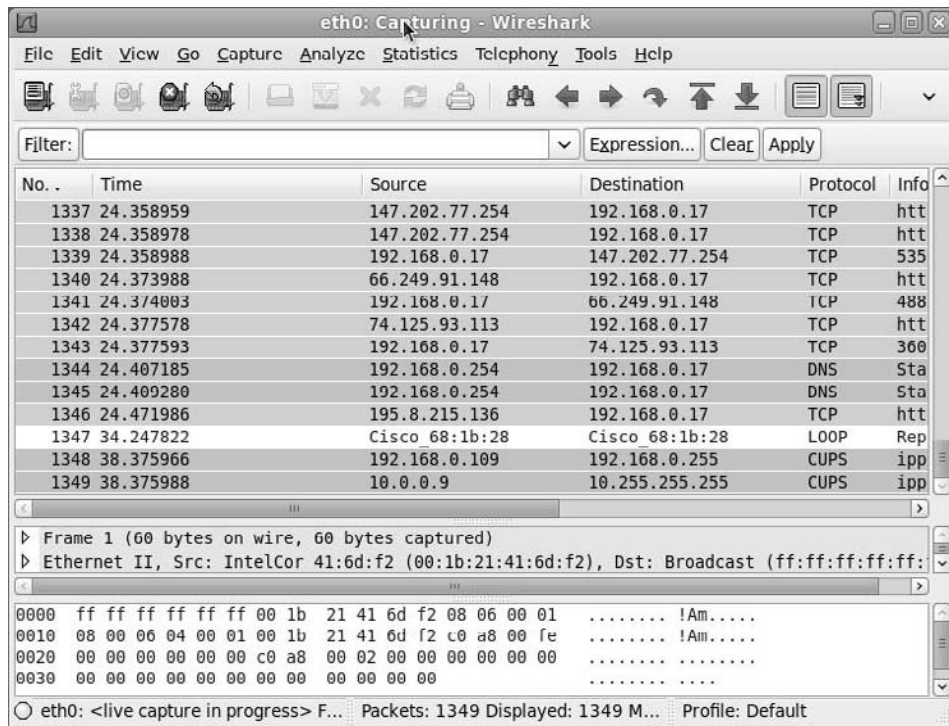 eth0: Capturing - Wireshark
File Edit View Go Capture Analyze Statistics Telephony Tools Help
Filter: Expression... Clear Apply
No. . Time Source Destination Protocol Info
1337 24.358959 147.202.77.254 192.168.0.17 TCP htt
1338 24.358978 147.202.77.254 192.168.0.17 TCP htt
1339 24.358988 192.168.0.17 147.202.77.254 TCP 535
1340 24.373988 66.249.91.148 192.168.0.17 TCP htt
1341 24.374003 192.168.0.17 66.249.91.148 TCP 488
1342 24.377578 74.125.93.113 192.168.0.17 TCP htt
1343 24.377593 192.168.0.17 74.125.93.113 TCP 360
1344 24.407185 192.168.0.254 192.168.0.17 DNS Sta
1345 24.409280 192.168.0.254 192.168.0.17 DNS Sta
1346 24.471986 195.8.215.136 192.168.0.17 TCP htt
1347 34.247822 Cisco_68:1b:28 Cisco_68:1b:28 LOOP Rep
1348 38.375966 192.168.0.109 192.168.0.255 CUPS ipp
1349 38.375988 10.0.0.9 10.255.255.255 CUPS ipp
Frame 1 (60 bytes on wire, 60 bytes captured)
Ethernet II, Src: IntelCor 41:6d:f2 (00:1b:21:41:6d:f2), Dst: Broadcast (ff:ff:ff:ff:ff:
0000 ff ff ff ff ff ff 00 1b 21 41 6d f2 08 06 00 01 ........ !Am.....
0010 08 00 06 04 00 01 00 1b 21 41 6d f2 c0 a8 00 fe ........ !Am.....
0020 00 00 00 00 00 00 c0 a8 00 02 00 00 00 00 00 00 ........ ........
0030 00 00 00 00 00 00 00 00 00 00 00 00 ........ ....
eth0: <live capture in progress> F... Packets: 1349 Displayed: 1349 M... Profile: Default